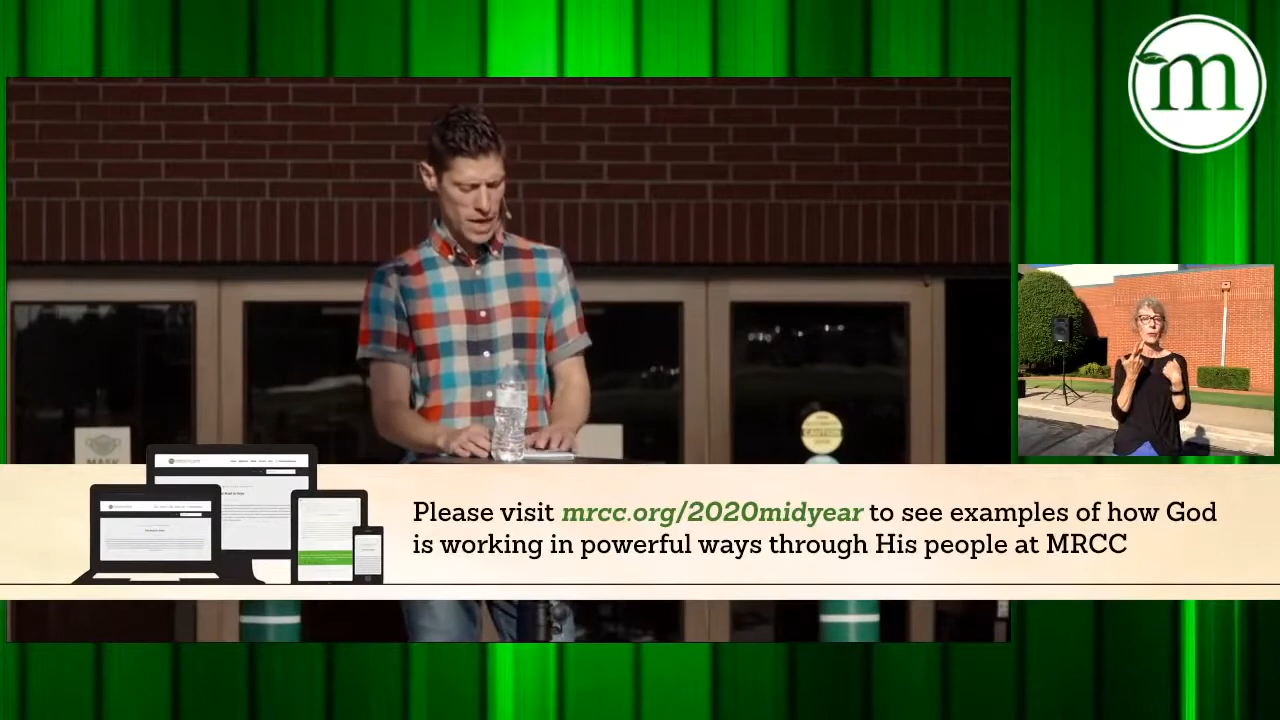 m
MASK
CAUTION
Please visit mrcc.org/2020midyear to see examples of how God
is working in powerful ways through His people at MRCC